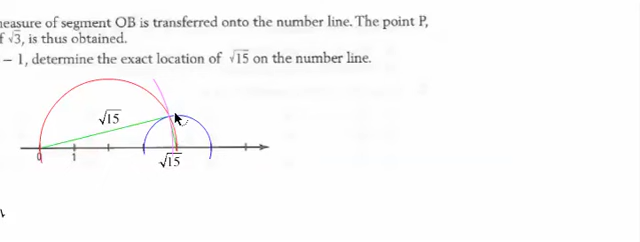 measure of segment OB is transferred onto the number line. The point P,
f √3, is thus obtained.
– 1, determine the exact location of √15 on the number line.
√15
0 1 √15